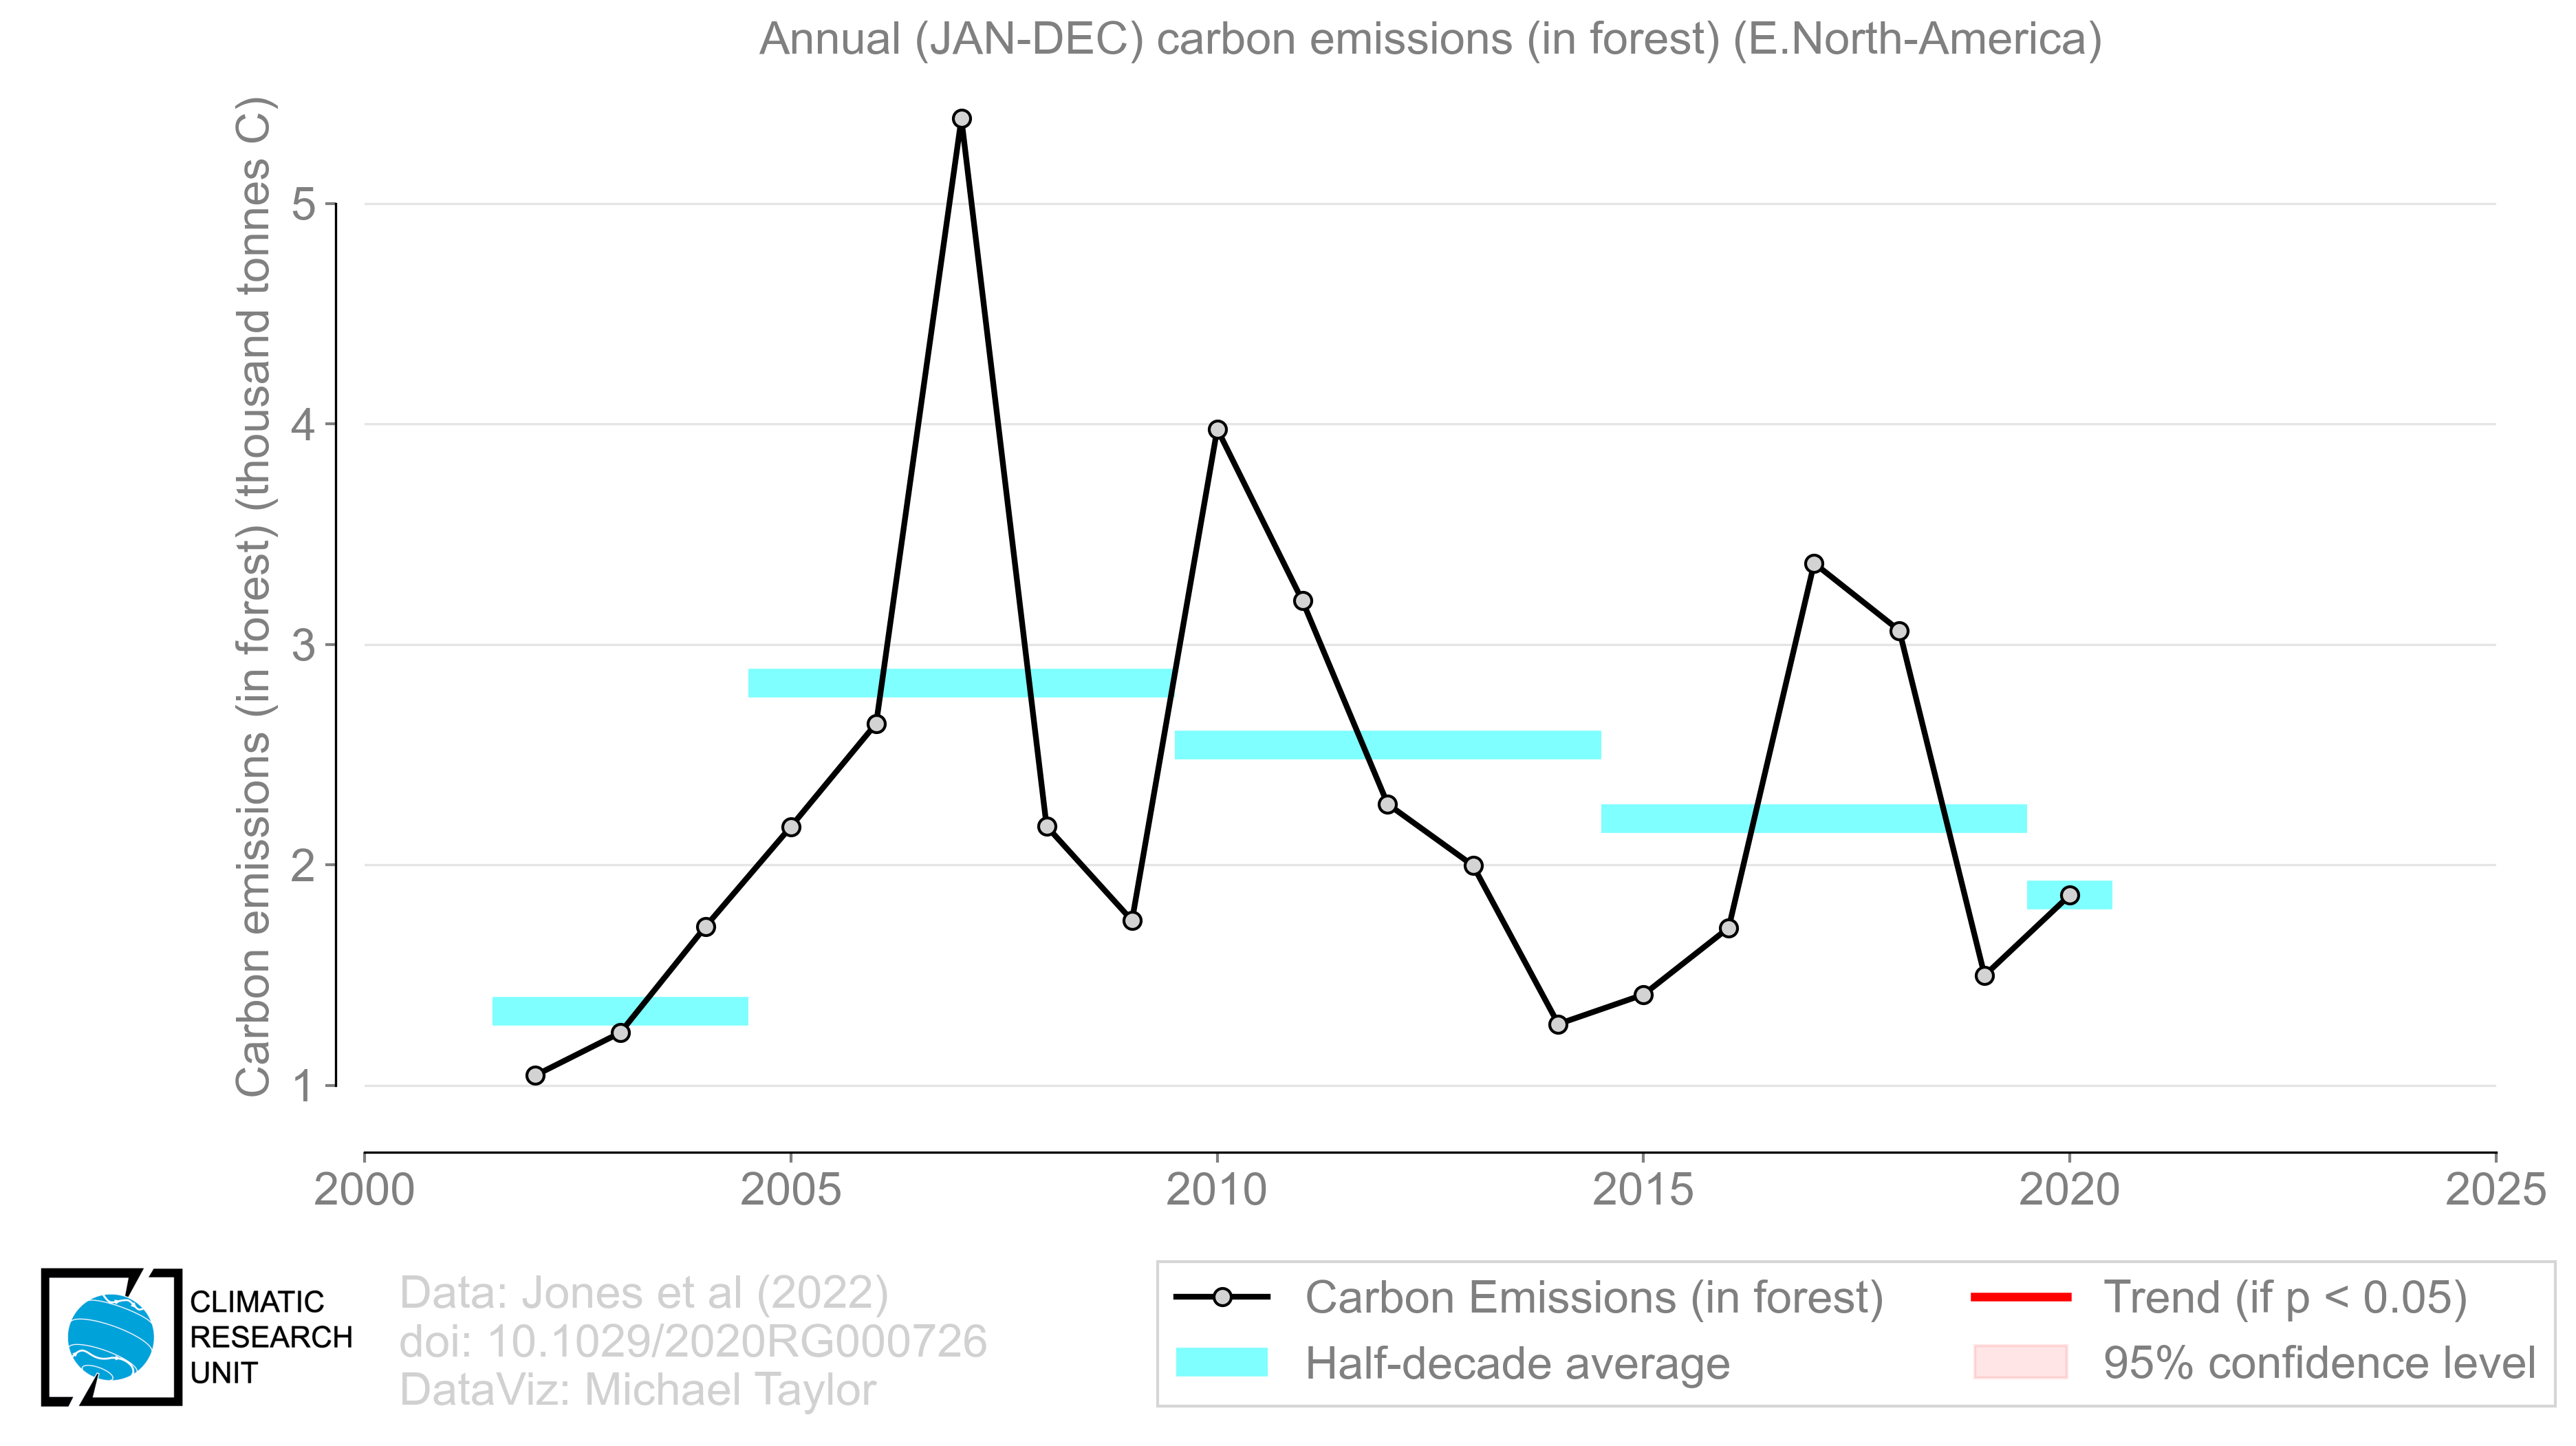 Annual (JAN-DEC) carbon emissions (in forest) (E.North-America)
Carbon emissions (in forest) (thousand tonnes C)
5
4
3
2
1
2000
2005
2010
2015
2020
2025
CLIMATIC
RESEARCH
UNIT
Data: Jones et al (2022)
doi: 10.1029/2020RG000726
DataViz: Michael Taylor
Carbon Emissions (in forest)
Half-decade average
Trend (if p < 0.05)
95% confidence level